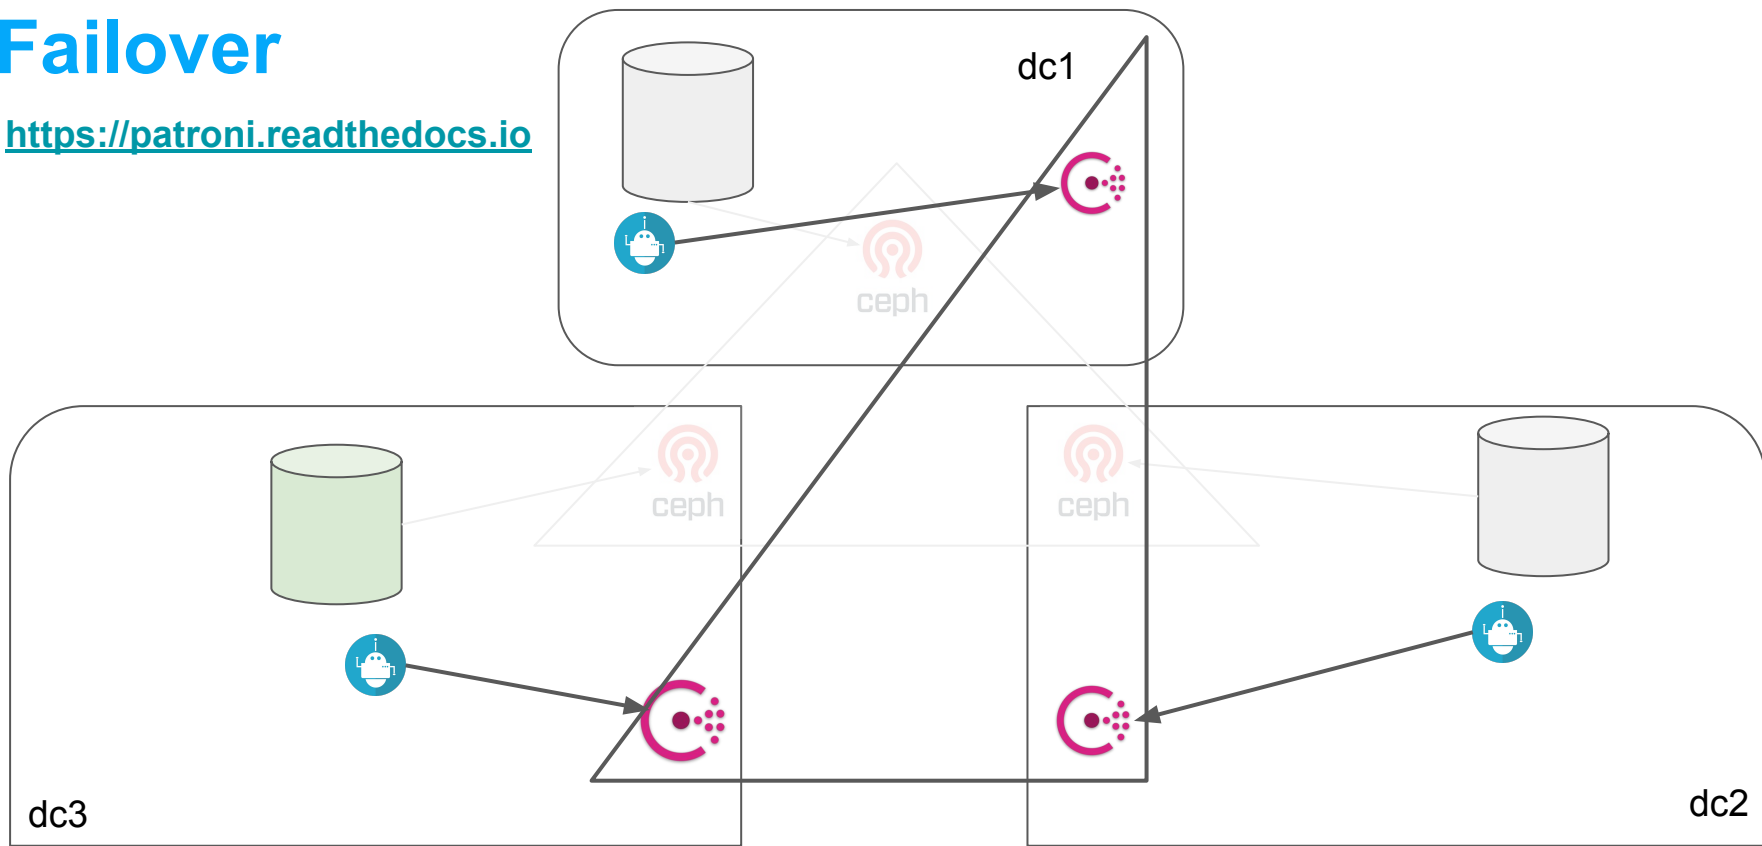 Failover
https://patroni.readthedocs.io
dc1
ceph
ceph
ceph
dc3
dc2